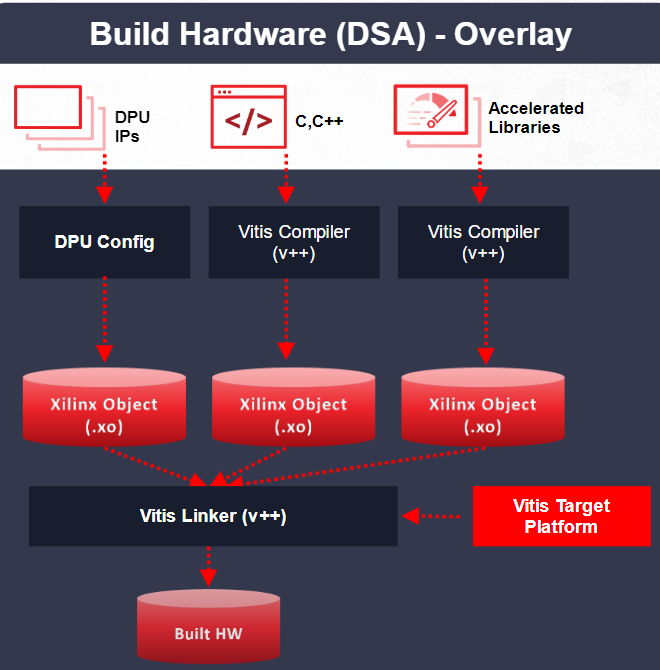 Build Hardware (DSA) - Overlay
DPU
IPs
</>
C,C++
Accelerated
Libraries
DPU Config
Vitis Compiler
(v++)
Vitis Compiler
(v++)
Xilinx Object
(.xo)
Xilinx Object
(.xo)
Xilinx Object
(.xo)
Vitis Linker (v++)
Vitis Target
Platform
Built HW